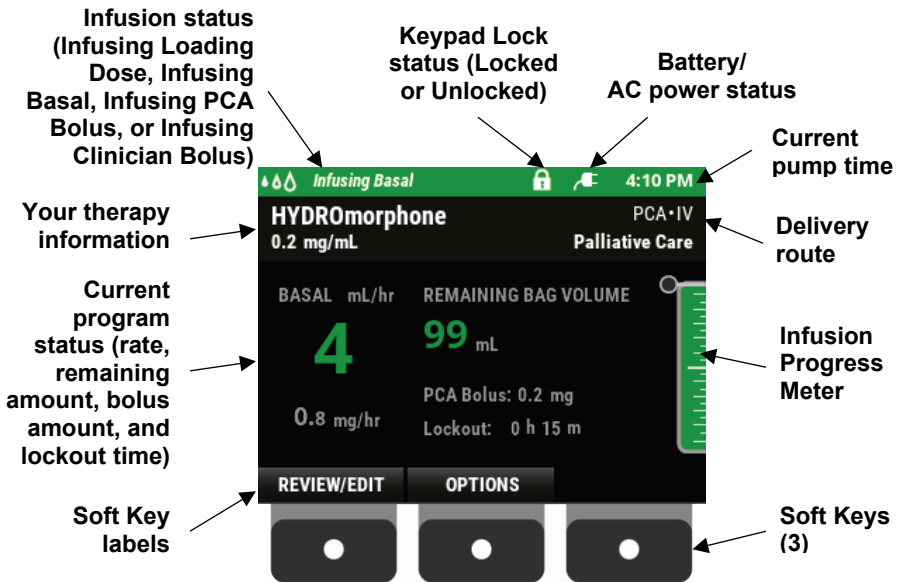 Infusion status
(Infusing Loading
Dose, Infusing
Basal, Infusing PCA
Bolus, or Infusing
Clinician Bolus)
Keypad Lock
status (Locked
or Unlocked)
Battery/
AC power status
Current
pump time
Your therapy
information
Delivery
route
Current
program
status (rate,
remaining
amount, bolus
amount, and
lockout time)
Infusion
Progress
Meter
Soft Key
labels
Soft Keys
(3)
Infusing Basal 4:10 PM
HYDROmorphone PCA•IV
0.2 mg/mL Palliative Care
BASAL mL/hr REMAINING BAG VOLUME
4 99 mL
PCA Bolus: 0.2 mg
0.8 mg/hr Lockout: 0 h 15 m
REVIEW/EDIT OPTIONS